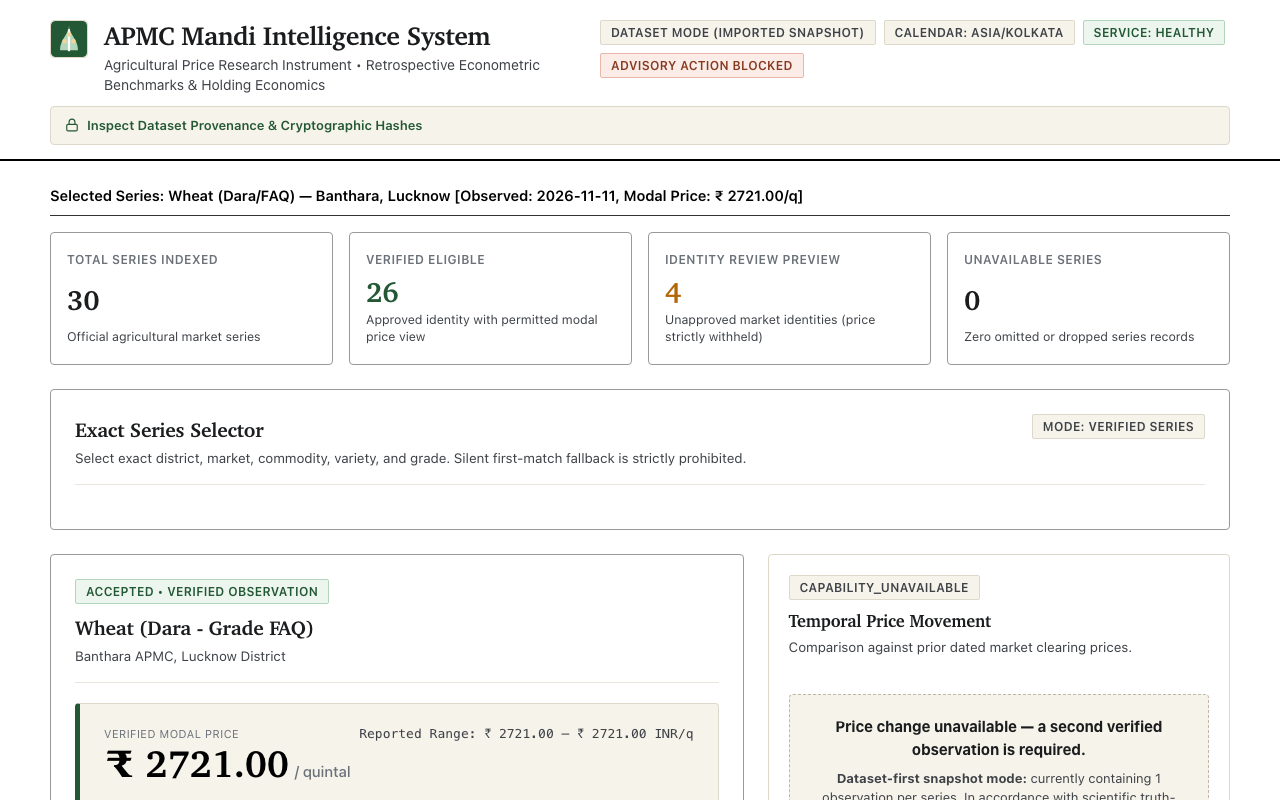 APMC Mandi Intelligence System
Agricultural Price Research Instrument • Retrospective Econometric
Benchmarks & Holding Economics
DATASET MODE (IMPORTED SNAPSHOT)
CALENDAR: ASIA/KOLKATA
SERVICE: HEALTHY
ADVISORY ACTION BLOCKED
Inspect Dataset Provenance & Cryptographic Hashes
Selected Series: Wheat (Dara/FAQ) — Banthara, Lucknow [Observed: 2026-11-11, Modal Price: ₹ 2721.00/q]
TOTAL SERIES INDEXED
30
Official agricultural market series
VERIFIED ELIGIBLE
26
Approved identity with permitted modal
price view
IDENTITY REVIEW PREVIEW
4
Unapproved market identities (price
strictly withheld)
UNAVAILABLE SERIES
0
Zero omitted or dropped series records
Exact Series Selector
MODE: VERIFIED SERIES
Select exact district, market, commodity, variety, and grade. Silent first-match fallback is strictly prohibited.
ACCEPTED • VERIFIED OBSERVATION
Wheat (Dara - Grade FAQ)
Banthara APMC, Lucknow District
VERIFIED MODAL PRICE
₹ 2721.00 / quintal
Reported Range: ₹ 2721.00 — ₹ 2721.00 INR/q
CAPABILITY_UNAVAILABLE
Temporal Price Movement
Comparison against prior dated market clearing prices.
Price change unavailable — a second verified
observation is required.
Dataset-first snapshot mode: currently containing 1
observation per series. In accordance with scientific truth-